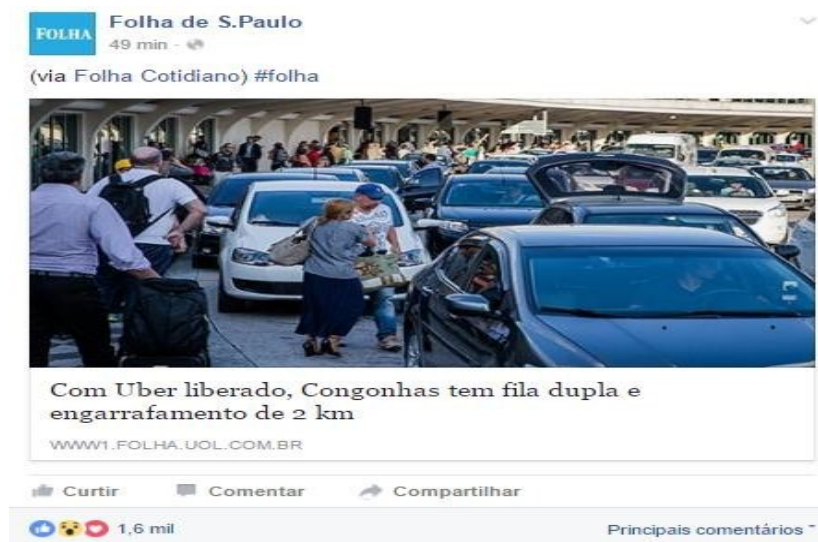 FOLHA
Folha de S.Paulo
49 min ·
(via Folha Cotidiano) #folha
Com Uber liberado, Congonhas tem fila dupla e
engarrafamento de 2 km
WWW1.FOLHA.UOL.COM.BR
Curtir Comentar Compartilhar
1,6 mil Principais comentários